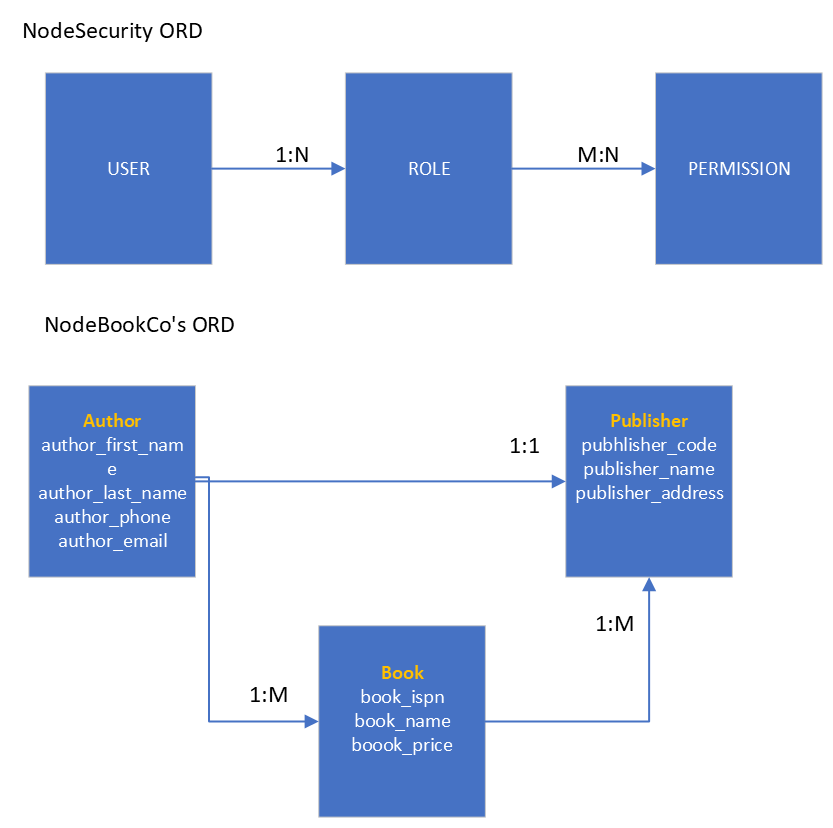 NodeSecurity ORD
USER
1:N
ROLE
M:N
PERMISSION
NodeBookCo's ORD
Author
author_first_nam
e
author_last_name
author_phone
author_email
1:1
Publisher
pubhlisher_code
publisher_name
publisher_address
1:M
1:M
Book
book_ispn
book_name
boook_price